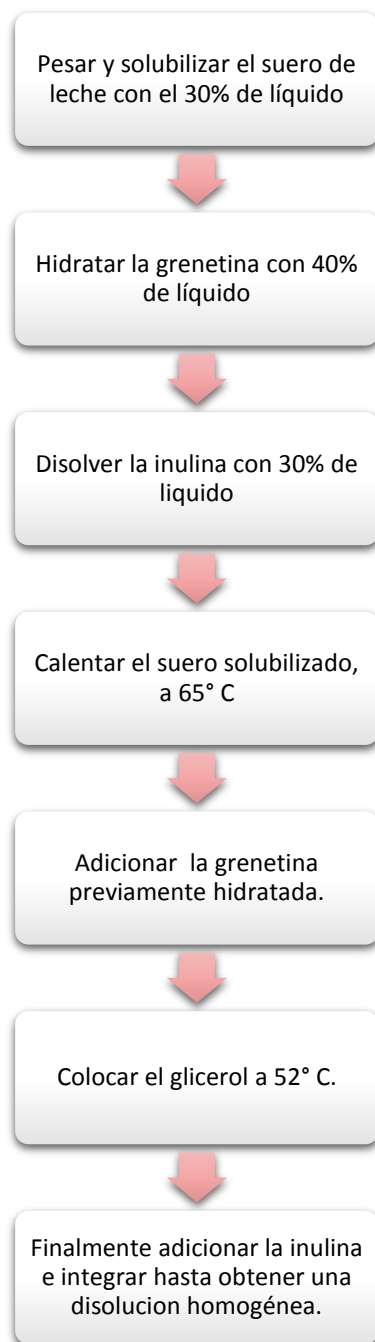 Pesar y solubilizar el suero de
leche con el 30% de líquido
Hidratar la grenetina con 40%
de líquido
Disolver la inulina con 30% de
liquido
Calentar el suero solubilizado,
a 65° C
Adicionar la grenetina
previamente hidratada.
Colocar el glicerol a 52° C.
Finalmente adicionar la inulina
e integrar hasta obtener una
disolucion homogénea.